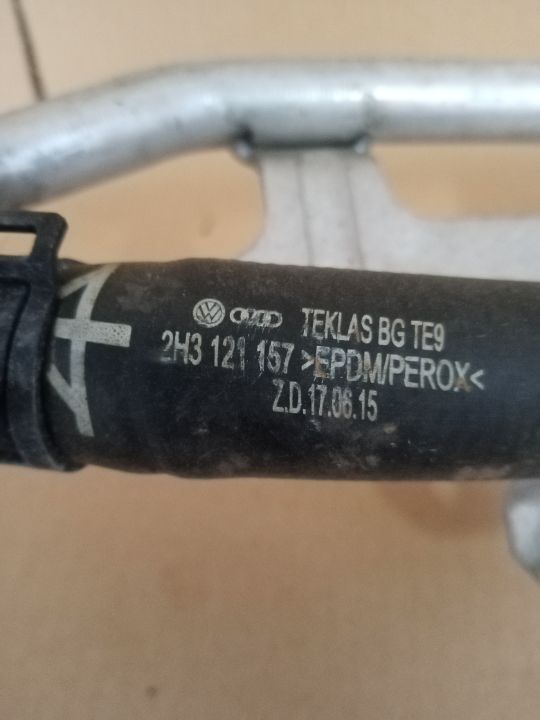 A
TEKLAS BG TE9
2H3 121 157 >EPDM/PEROX<
Z.D.17.06.15